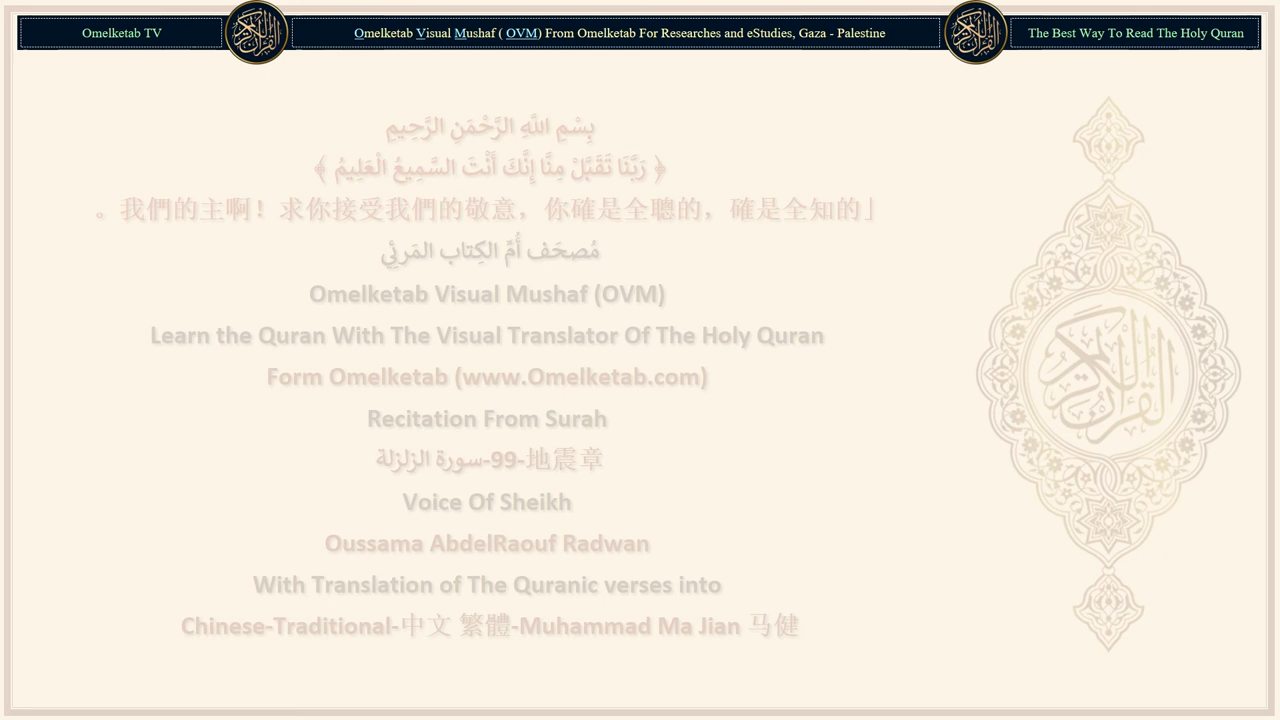 Omelketab TV
Omelketab Visual Mushaf ( OVM) From Omelketab For Researches and eStudies, Gaza - Palestine
The Best Way To Read The Holy Quran
بِسْمِ اللَّهِ الرَّحْمَنِ الرَّحِيمِ
﴿ رَبَّنَا تَقَبَّلْ مِنَّا إِنَّكَ أَنْتَ السَّمِيعُ الْعَلِيمُ ﴾
。我們的主啊！求你接受我們的敬意，你確是全聰的，確是全知的」
مُصحَف أُمِّ الكِتاب المَرئِي
Omelketab Visual Mushaf (OVM)
Learn the Quran With The Visual Translator Of The Holy Quran
Form Omelketab (www.Omelketab.com)
Recitation From Surah
سورة الزلزلة-99-地震章
Voice Of Sheikh
Oussama AbdelRaouf Radwan
With Translation of The Quranic verses into
Chinese-Traditional-中文 繁體-Muhammad Ma Jian 马健
القرآن الكريم